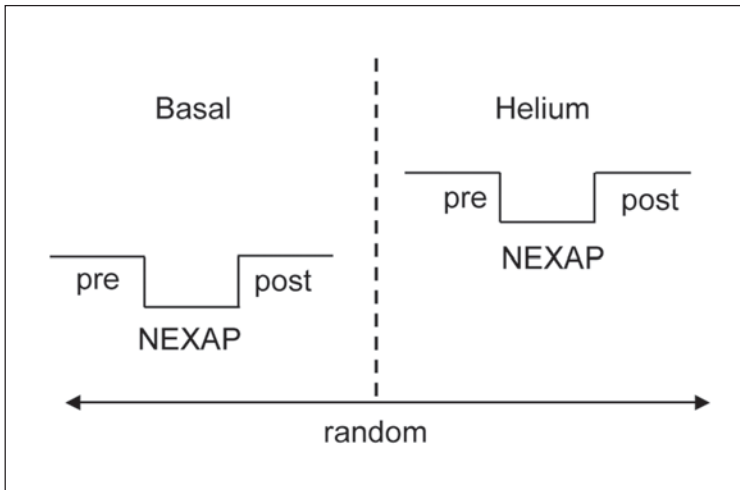 Basal
Helium
pre
post
NEXAP
pre
post
NEXAP
random